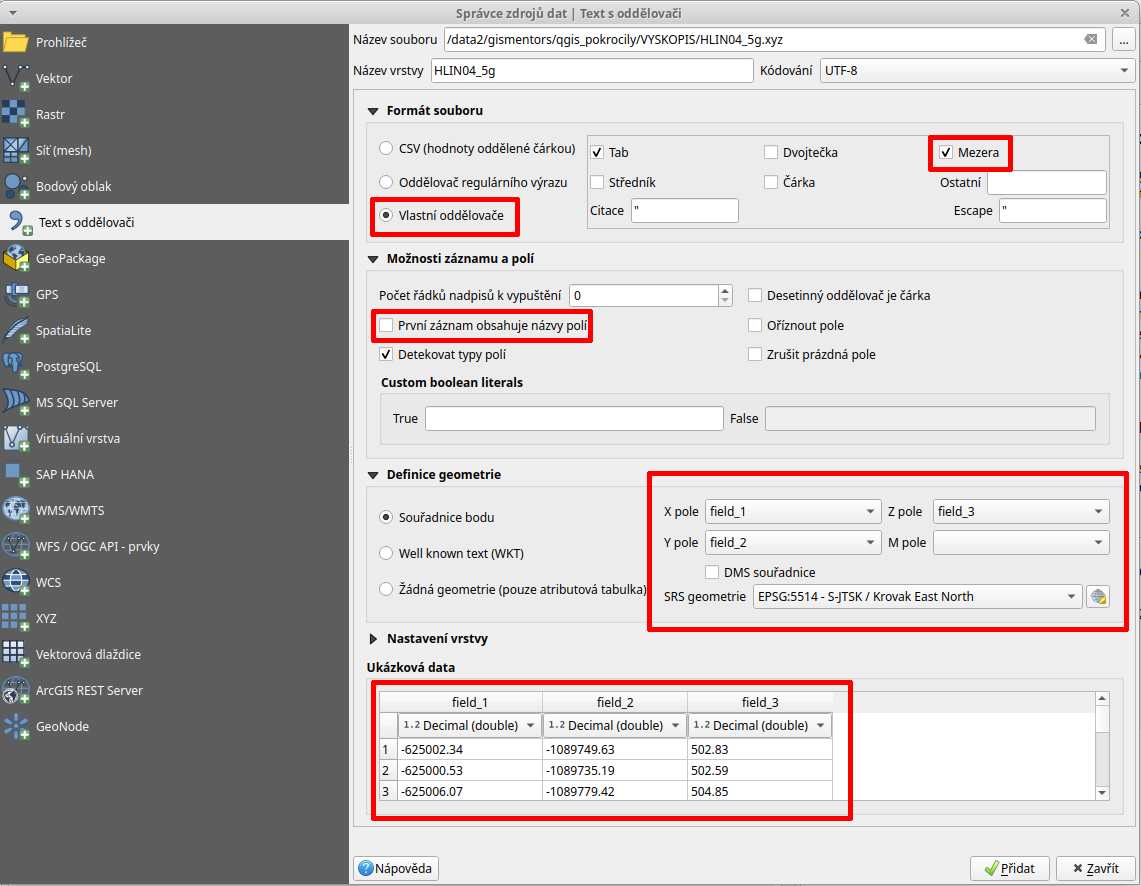 Správce zdrojů dat | Text s oddělovači
Prohlížeč
Vektor
Rastr
Síť (mesh)
Bodový oblak
Text s oddělovači
GeoPackage
GPS
SpatiaLite
PostgreSQL
MS SQL Server
Virtuální vrstva
SAP HANA
WMS/WMTS
WFS / OGC API - prvky
WCS
XYZ
Vektorová dlaždice
ArcGIS REST Server
GeoNode
Název souboru /data2/gismentors/qgis_pokrocily/VYSKOPIS/HLIN04_5g.xyz ...
Název vrstvy HLIN04_5g Kódování UTF-8
Formát souboru
CSV (hodnoty oddělené čárkou) Tab Dvojtečka Mezera
Oddělovač regulárního výrazu Středník Čárka Ostatní
Vlastní oddělovače Citace " Escape "
Možnosti záznamu a polí
Počet řádků nadpisů k vypuštění 0 Desetinný oddělovač je čárka
První záznam obsahuje názvy polí Oříznout pole
Detekovat typy polí Zrušit prázdná pole
Custom boolean literals
True False
Definice geometrie
Souřadnice bodu X pole field_1 Z pole field_3
Well known text (WKT) Y pole field_2 M pole
DMS souřadnice
Žádná geometrie (pouze atributová tabulka) SRS geometrie EPSG:5514 - S-JTSK / Krovak East North
Nastavení vrstvy
Ukázková data
field_1 field_2 field_3
1.2 Decimal (double) 1.2 Decimal (double) 1.2 Decimal (double)
1 -625002.34 -1089749.63 502.83
2 -625000.53 -1089735.19 502.59
3 -625006.07 -1089779.42 504.85
Nápověda Přidat Zavřít